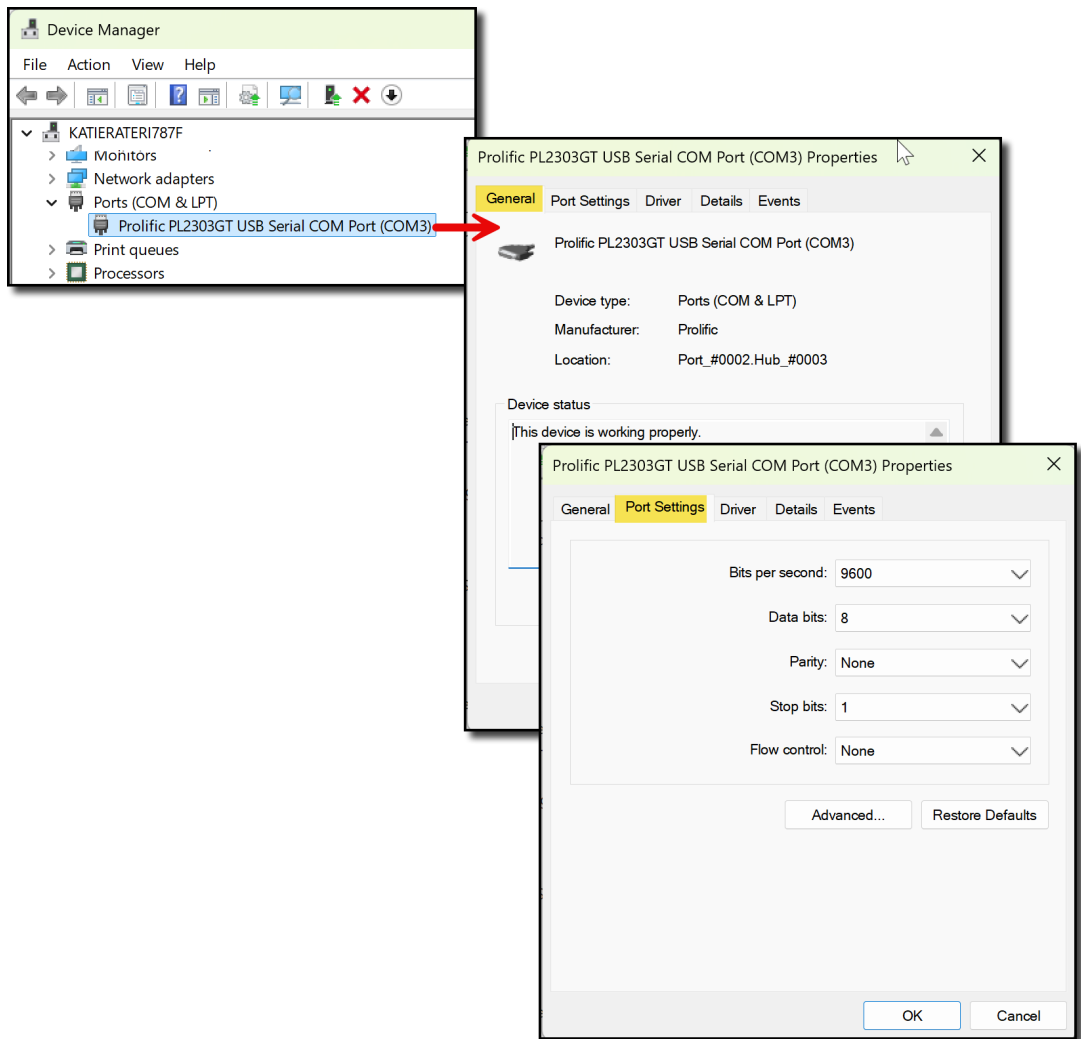 Device Manager
File Action View Help
KATIERATERI787F
Monitors
Network adapters
Ports (COM & LPT)
Prolific PL2303GT USB Serial COM Port (COM3)
Print queues
Processors
Prolific PL2303GT USB Serial COM Port (COM3) Properties
General Port Settings Driver Details Events
Prolific PL2303GT USB Serial COM Port (COM3)
Device type: Ports (COM & LPT)
Manufacturer: Prolific
Location: Port_#0002.Hub_#0003
Device status
This device is working properly.
Prolific PL2303GT USB Serial COM Port (COM3) Properties
General Port Settings Driver Details Events
Bits per second: 9600
Data bits: 8
Parity: None
Stop bits: 1
Flow control: None
Advanced... Restore Defaults
OK Cancel